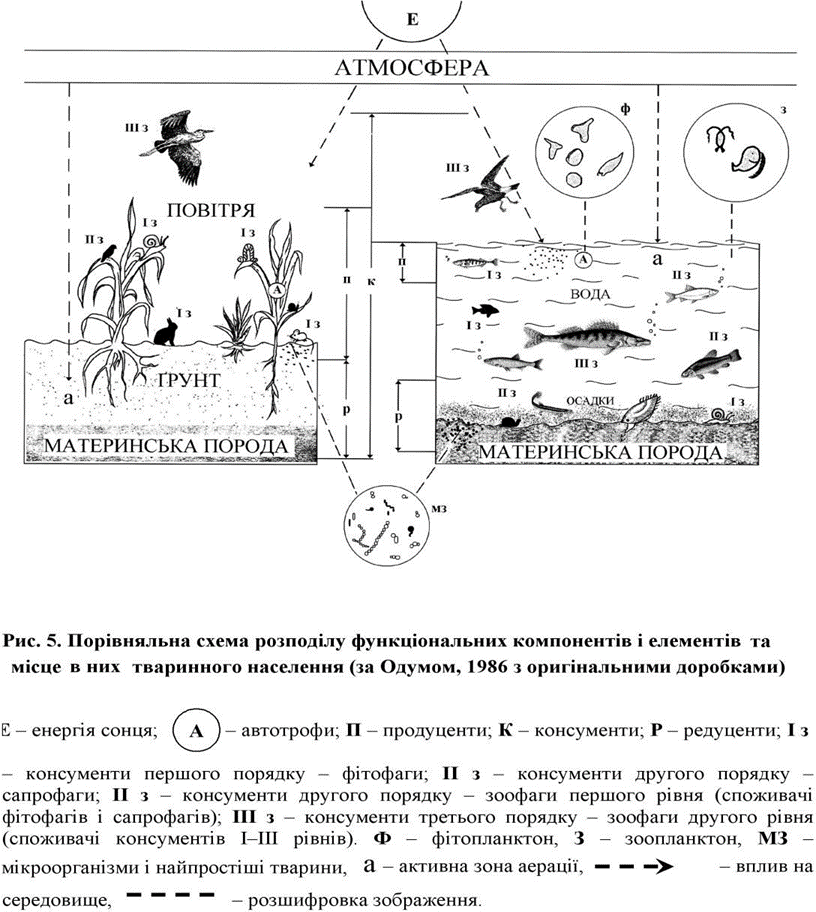 Е
АТМОСФЕРА
ІІІ з
ф
з
ІІІ з
ПОВІТРЯ
ІІ з
І з
І з
А
п
к
І з
І з
ҐРУНТ
а
р
МАТЕРИНСЬКА ПОРОДА
А
а
п
І з
ІІ з
ВОДА
І з
ІІІ з
ІІ з
ІІ з
ОСАДКИ
І з
р
МАТЕРИНСЬКА ПОРОДА
мз
Рис. 5. Порівняльна схема розподілу функціональних компонентів і елементів та
місце в них тваринного населення (за Одумом, 1986 з оригінальними доробками)
Е – енергія сонця; А – автотрофи; П – продуценти; К – консументи; Р – редуценти; І з
– консументи першого порядку – фітофаги; ІІ з – консументи другого порядку –
сапрофаги; ІІ з – консументи другого порядку – зоофаги першого рівня (споживачі
фітофагів і сапрофагів); ІІІ з – консументи третього порядку – зоофаги другого рівня
(споживачі консументів І–ІІІ рівнів). Ф – фітопланктон, З – зоопланктон, МЗ –
мікроорганізми і найпростіші тварини, а – активна зона аерації, – вплив на
середовище, – розшифровка зображення.